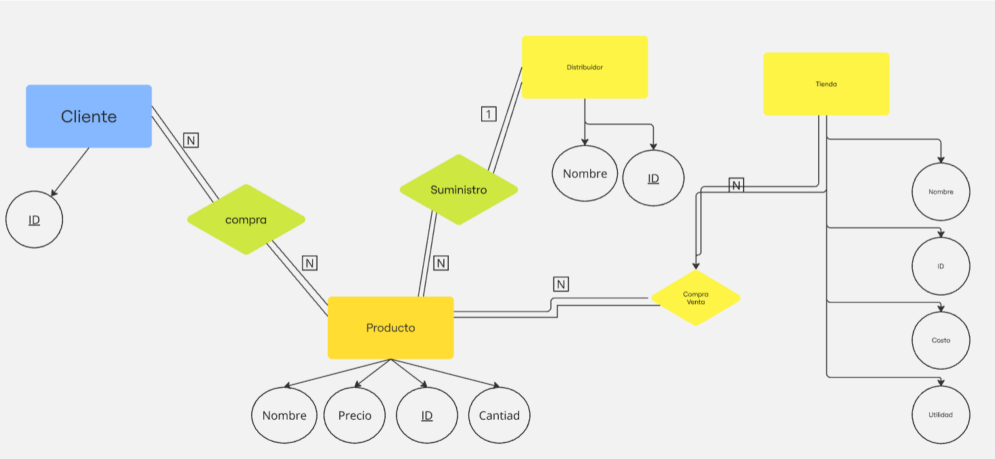 Distribuidor
Tienda
Cliente
1
N
Nombre
ID
Suministro
N
Nombre
ID
compra
N
N
ID
N
Compra
Venta
Producto
Costo
Nombre
Precio
ID
Cantiad
Utilidad